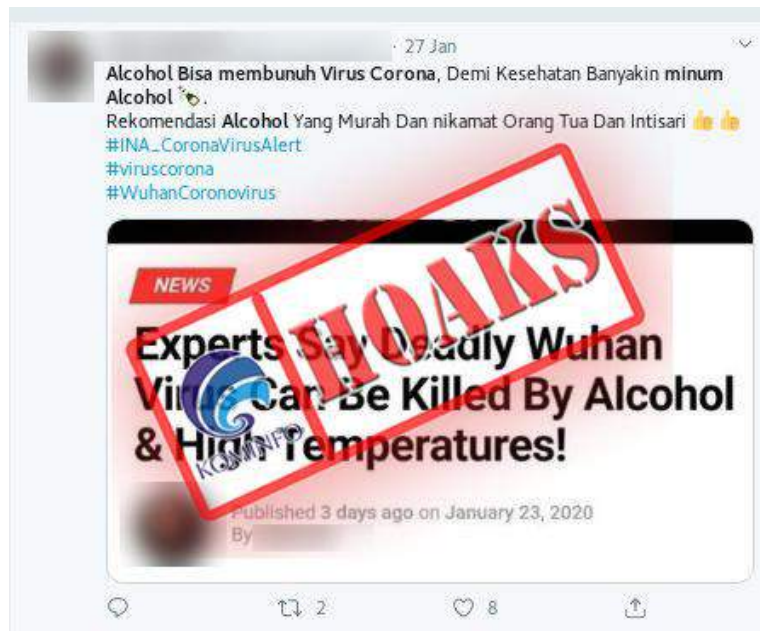 · 27 Jan
Alcohol Bisa membunuh Virus Corona, Demi Kesehatan Banyakin minum
Alcohol 🍾.
Rekomendasi Alcohol Yang Murah Dan nikamat Orang Tua Dan Intisari 👍 👍
#INA_CoronaVirusAlert
#viruscorona
#WuhanCoronovirus
NEWS
HOAKS
Experts Say Deadly Wuhan
Virus Can Be Killed By Alcohol
& High Temperatures!
KOMINFO
Published 3 days ago on January 23, 2020
By
2
8